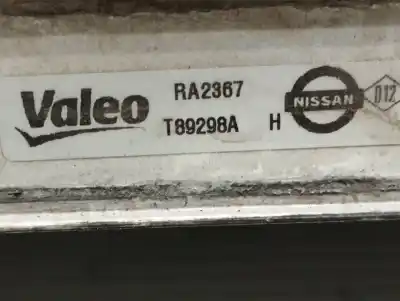 Valeo
RA2367
T89298A H
NISSAN
D12